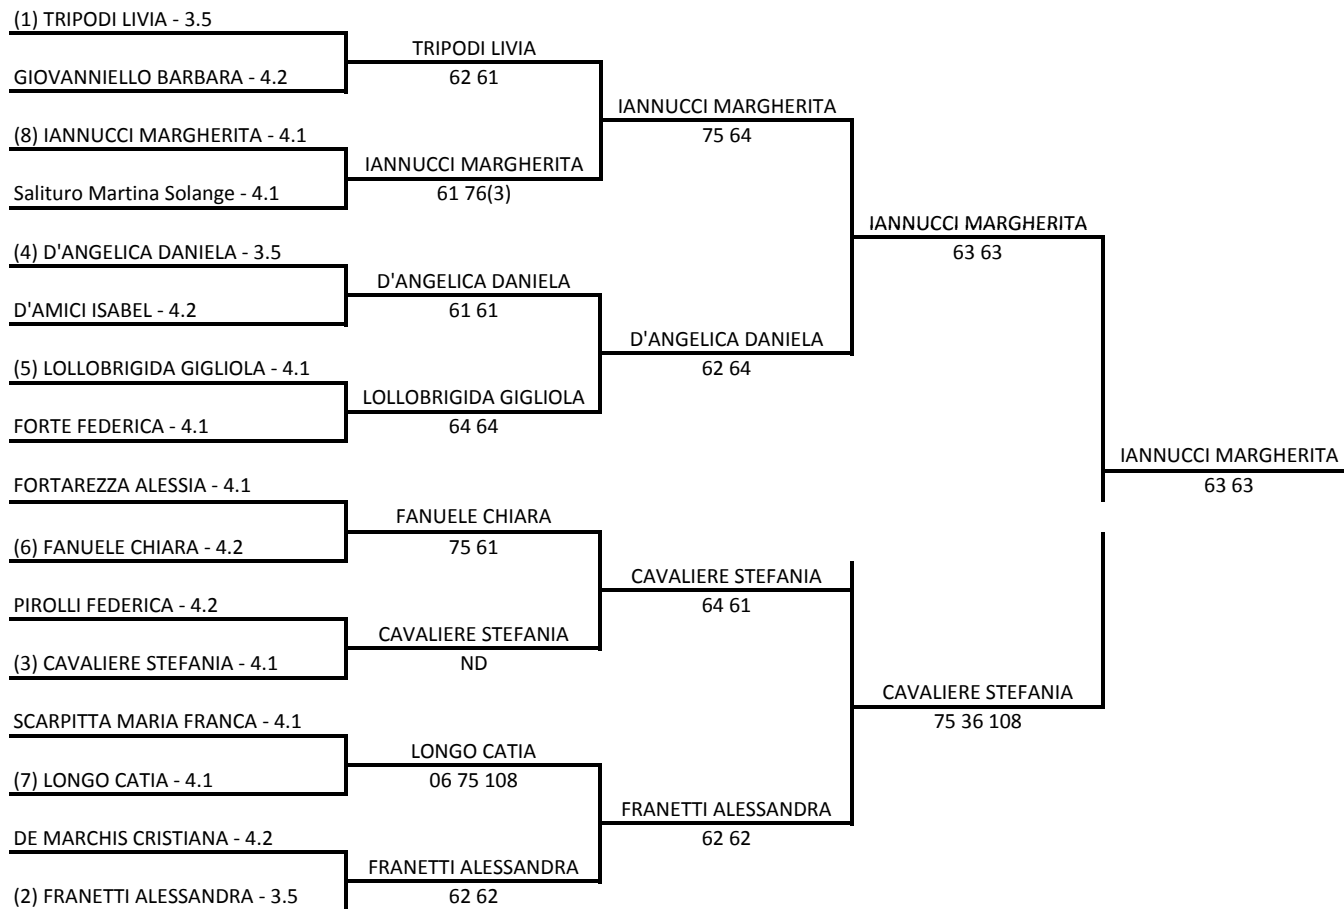 (1) TRIPODI LIVIA - 3.5
TRIPODI LIVIA
GIOVANNIELLO BARBARA - 4.2
62 61
IANNUCCI MARGHERITA
(8) IANNUCCI MARGHERITA - 4.1
75 64
IANNUCCI MARGHERITA
Salituro Martina Solange - 4.1
61 76(3)
IANNUCCI MARGHERITA
(4) D'ANGELICA DANIELA - 3.5
63 63
D'ANGELICA DANIELA
D'AMICI ISABEL - 4.2
61 61
D'ANGELICA DANIELA
(5) LOLLOBRIGIDA GIGLIOLA - 4.1
62 64
LOLLOBRIGIDA GIGLIOLA
FORTE FEDERICA - 4.1
64 64
IANNUCCI MARGHERITA
FORTAREZZA ALESSIA - 4.1
63 63
FANUELE CHIARA
(6) FANUELE CHIARA - 4.2
75 61
CAVALIERE STEFANIA
PIROLLI FEDERICA - 4.2
64 61
CAVALIERE STEFANIA
(3) CAVALIERE STEFANIA - 4.1
ND
CAVALIERE STEFANIA
SCARPITTA MARIA FRANCA - 4.1
75 36 108
LONGO CATIA
(7) LONGO CATIA - 4.1
06 75 108
FRANETTI ALESSANDRA
DE MARCHIS CRISTIANA - 4.2
62 62
FRANETTI ALESSANDRA
(2) FRANETTI ALESSANDRA - 3.5
62 62